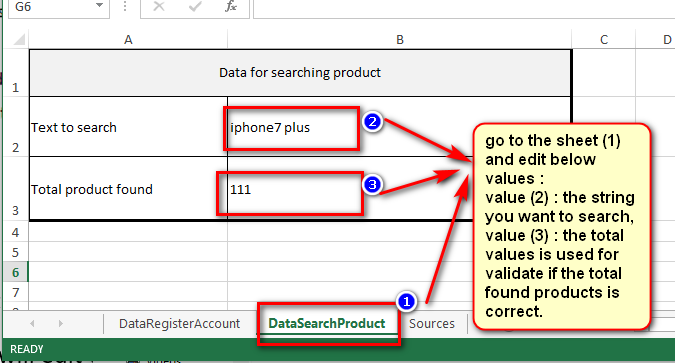 G6
fx
A B C D
1 Data for searching product
2 Text to search iphone7 plus
2
3 Total product found 111
3
go to the sheet (1)
and edit below
values :
value (2) : the string
you want to search,
value (3) : the total
values is used for
validate if the total
found products is
correct.
4
5
6
7
1
DataRegisterAccount DataSearchProduct Sources
READY